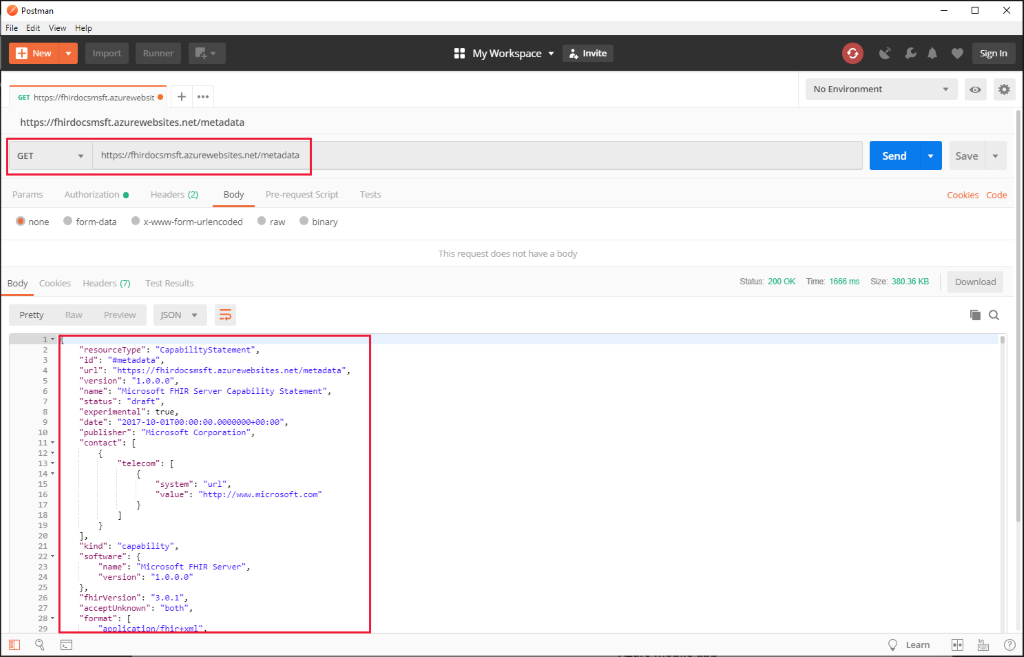 Postman
File Edit View Help
New Import Runner My Workspace Invite Sign In
GET https://fhirdocsmsft.azurewebsit + ••• No Environment
https://fhirdocsmsft.azurewebsites.net/metadata
GET https://fhirdocsmsft.azurewebsites.net/metadata Send Save
Params Authorization Headers (2) Body Pre-request Script Tests Cookies Code
none form-data x-www-form-urlencoded raw binary
This request does not have a body
Body Cookies Headers (7) Test Results Status: 200 OK Time: 1666 ms Size: 380.36 KB Download
Pretty Raw Preview JSON
1 {
2 "resourceType": "CapabilityStatement",
3 "id": "#metadata",
4 "url": "https://fhirdocsmsft.azurewebsites.net/metadata",
5 "version": "1.0.0.0",
6 "name": "Microsoft FHIR Server Capability Statement",
7 "status": "draft",
8 "experimental": true,
9 "date": "2017-10-01T00:00:00.0000000+00:00",
10 "publisher": "Microsoft Corporation",
11 "contact": [
12 {
13 "telecom": [
14 {
15 "system": "url",
16 "value": "http://www.microsoft.com"
17 }
18 ]
19 }
20 ],
21 "kind": "capability",
22 "software": {
23 "name": "Microsoft FHIR Server",
24 "version": "1.0.0.0"
25 },
26 "fhirVersion": "3.0.1",
27 "acceptUnknown": "both",
28 "format": [
29 "application/fhir+xml",
Learn